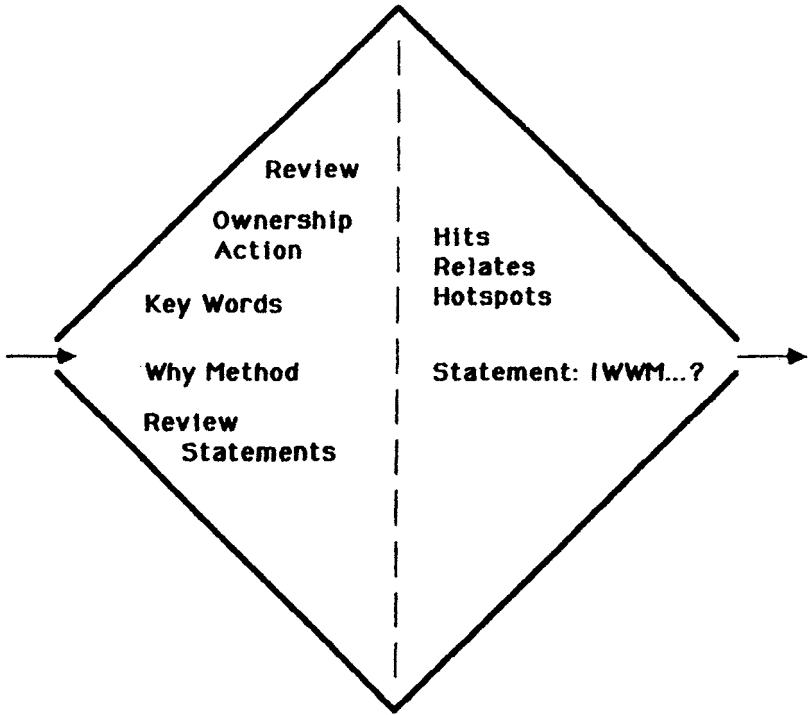 Review
Ownership
Action
Key Words
Why Method
Review
Statements
Hits
Relates
Hotspots
Statement: IWWM...?